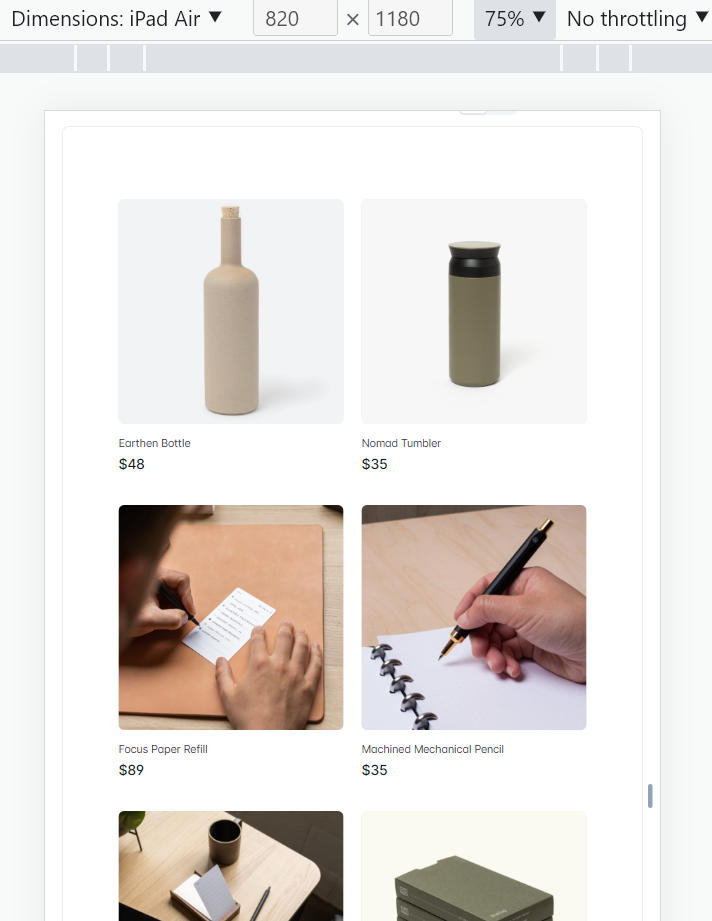 Dimensions: iPad Air ▼ 820 × 1180 75% ▼ No throttling ▼
Earthen Bottle
$48
Nomad Tumbler
$35
Focus Paper Refill
$89
Machined Mechanical Pencil
$35